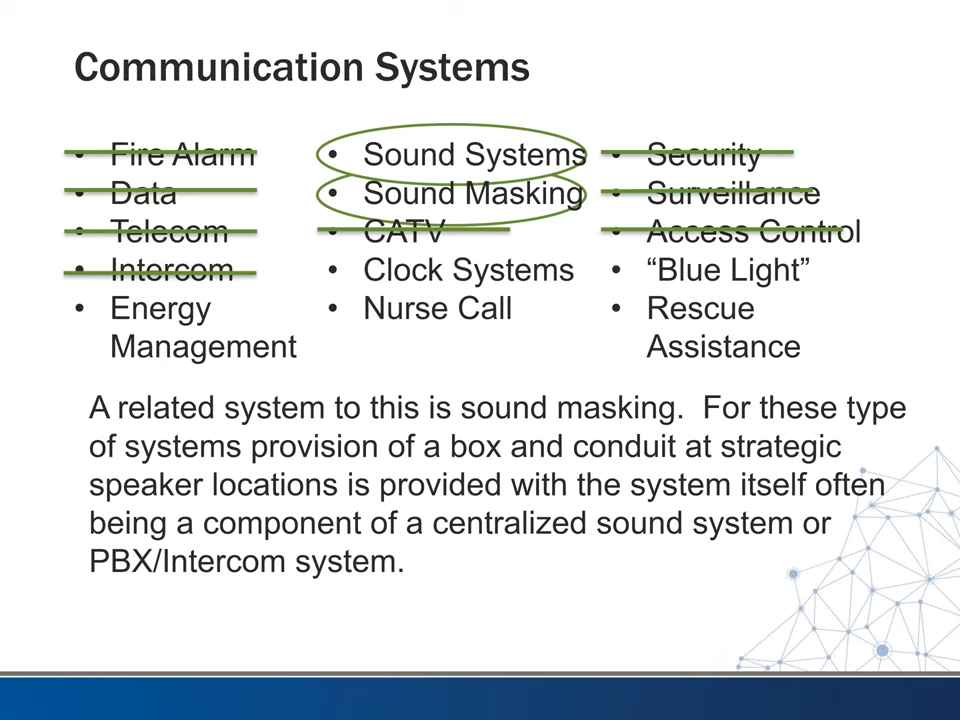 Communication Systems
• Fire Alarm
• Data
• Telecom
• Intercom
• Energy
Management
• Sound Systems
• Sound Masking
• CATV
• Clock Systems
• Nurse Call
• Security
• Surveillance
• Access Control
• “Blue Light”
• Rescue
Assistance
A related system to this is sound masking.  For these type
of systems provision of a box and conduit at strategic
speaker locations is provided with the system itself often
being a component of a centralized sound system or
PBX/Intercom system.